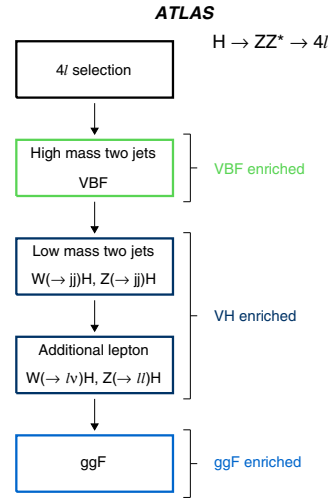 ATLAS
H → ZZ* → 4l
4l selection
High mass two jets
VBF
VBF enriched
Low mass two jets
W(→ jj)H, Z(→ jj)H
VH enriched
Additional lepton
W(→ lν)H, Z(→ ll)H
ggF
ggF enriched